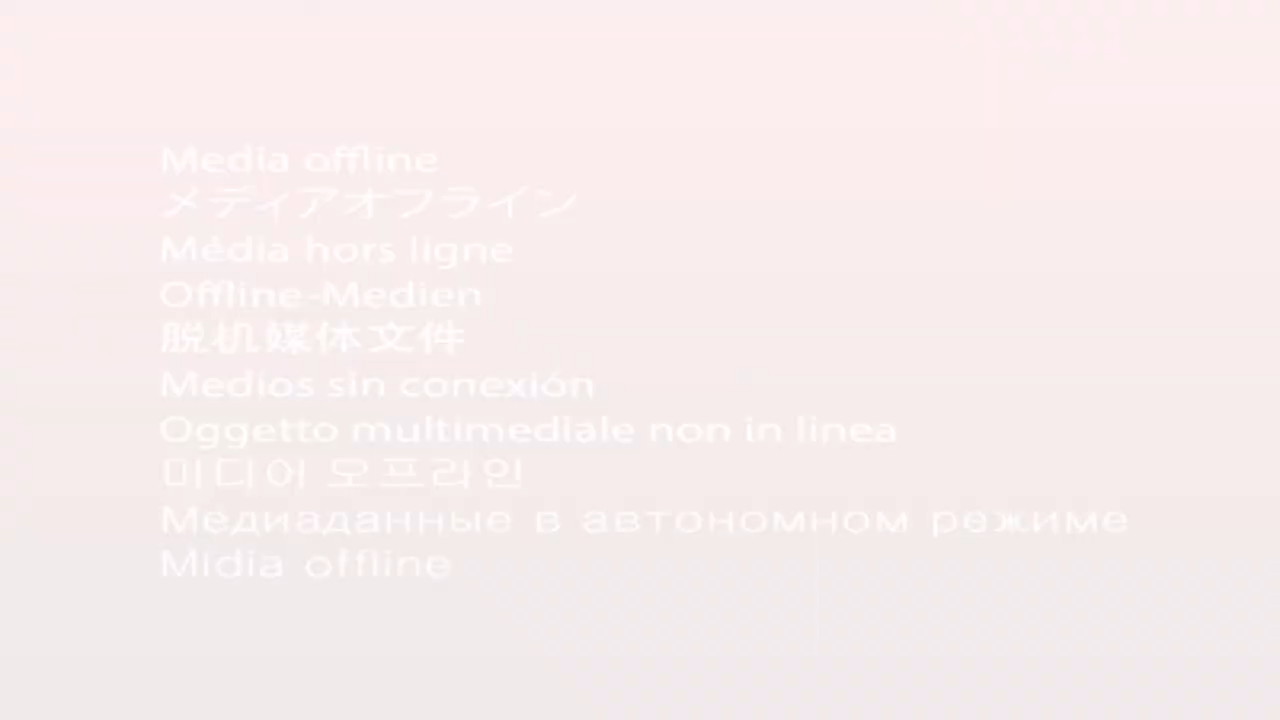 Media offline
メディアオフライン
Média hors ligne
Offline-Medien
脱机媒体文件
Medios sin conexión
Oggetto multimediale non in linea
미디어 오프라인
Медиаданные в автономном режиме
Mídia offline